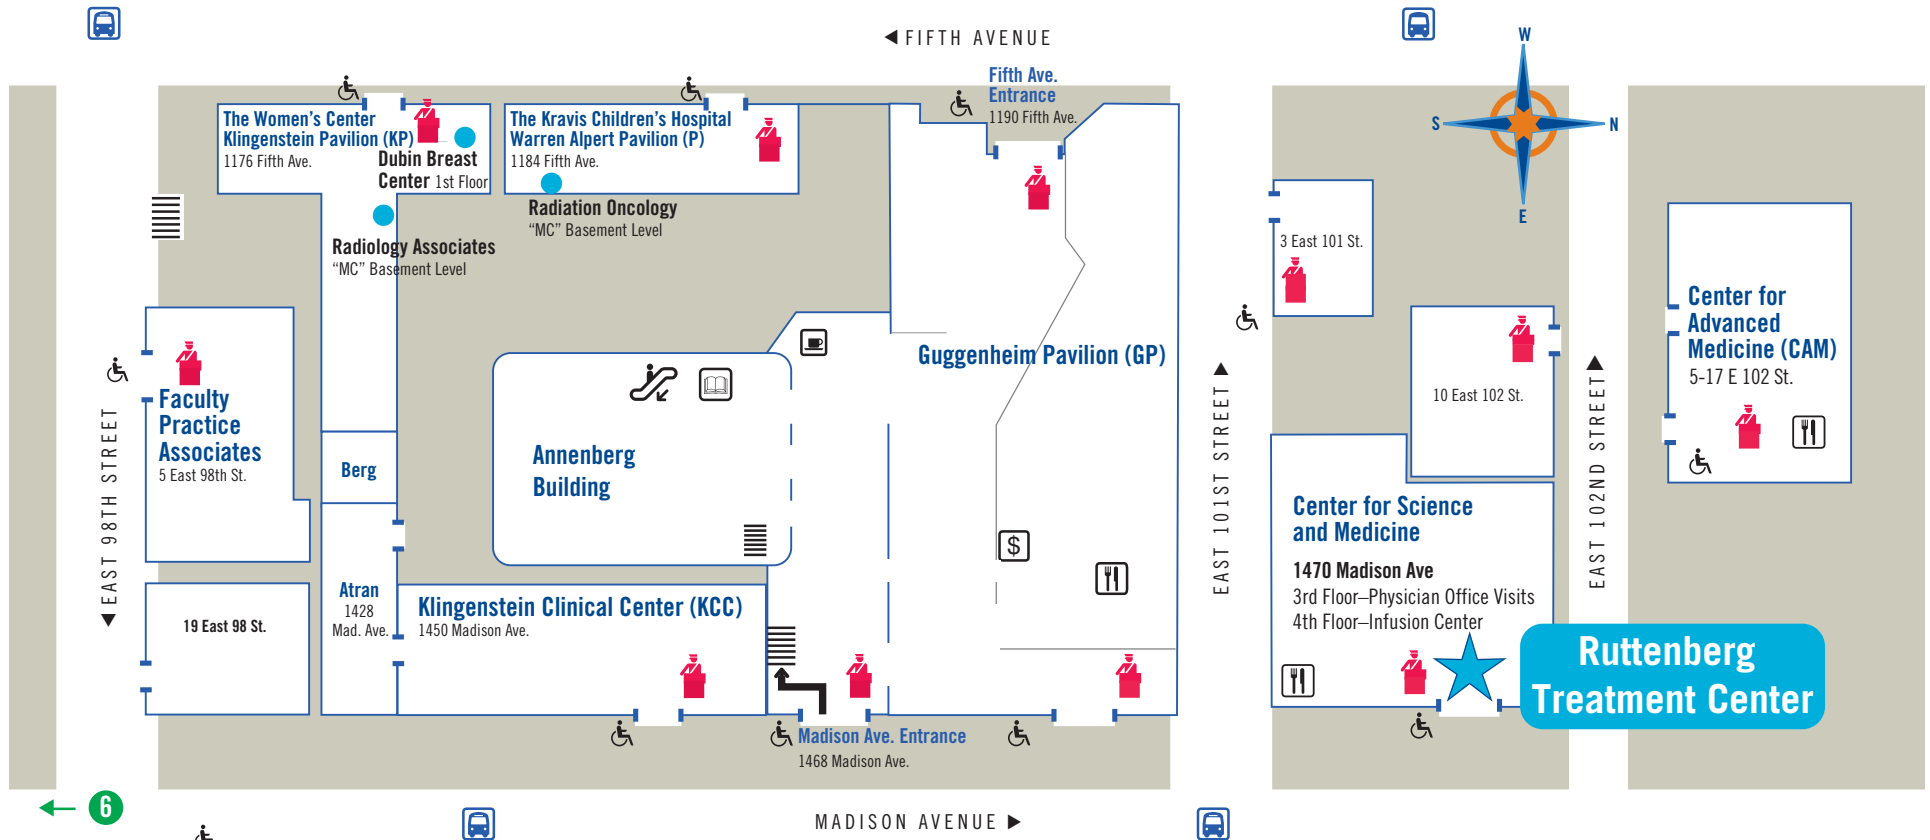 FIFTH AVENUE
W
S
N
E
The Women's Center
Klingenstein Pavilion (KP)
1176 Fifth Ave.
Dubin Breast
Center 1st Floor
Radiology Associates
“MC” Basement Level
The Kravis Children's Hospital
Warren Alpert Pavilion (P)
1184 Fifth Ave.
Radiation Oncology
“MC” Basement Level
Fifth Ave.
Entrance
1190 Fifth Ave.
Guggenheim Pavilion (GP)
$
3 East 101 St.
10 East 102 St.
Center for
Advanced
Medicine (CAM)
5-17 E 102 St.
EAST 98TH STREET
Faculty
Practice
Associates
5 East 98th St.
19 East 98 St.
Berg
Atran
1428
Mad. Ave.
Annenberg
Building
Klingenstein Clinical Center (KCC)
1450 Madison Ave.
Madison Ave. Entrance
1468 Madison Ave.
EAST 101ST STREET
Center for Science
and Medicine
1470 Madison Ave
3rd Floor–Physician Office Visits
4th Floor–Infusion Center
EAST 102ND STREET
Ruttenberg
Treatment Center
6
MADISON AVENUE